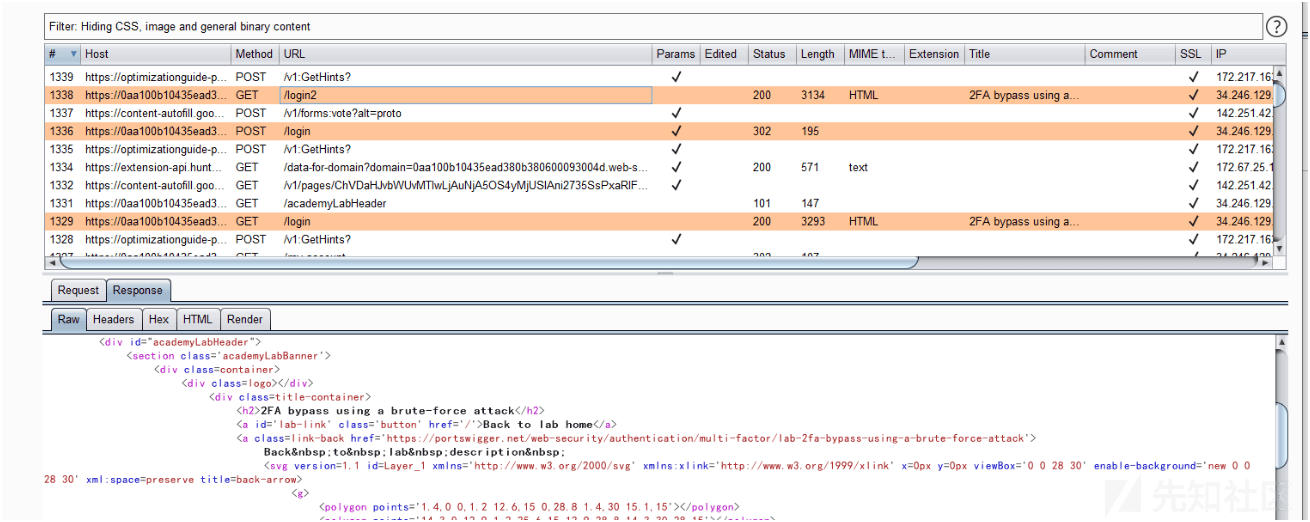 Filter: Hiding CSS, image and general binary content
# Host Method URL Params Edited Status Length MIME t... Extension Title Comment SSL IP
1339 https://optimizationguide-p... POST /v1:GetHints? ✓ ✓ 172.217.16
1338 https://0aa100b10435ead3... GET /login2 200 3134 HTML 2FA bypass using a... ✓ 34.246.129.
1337 https://content-autofill.goo... POST /v1/forms:vote?alt=proto ✓ ✓ 142.251.42.
1336 https://0aa100b10435ead3... POST /login ✓ 302 195 ✓ 34.246.129.
1335 https://optimizationguide-p... POST /v1:GetHints? ✓ ✓ 172.217.16
1334 https://extension-api.hunt... GET /data-for-domain?domain=0aa100b10435ead380b380600093004d.web-s... ✓ 200 571 text ✓ 172.67.25.1
1332 https://content-autofill.goo... GET ✓ ✓ 142.251.42.
1331 https://0aa100b10435ead3... GET /academyLabHeader 101 147 ✓ 34.246.129.
1329 https://0aa100b10435ead3... GET /login 200 3293 HTML 2FA bypass using a... ✓ 34.246.129.
1328 https://optimizationguide-p... POST /v1:GetHints? ✓ ✓ 172.217.16
Request Response
Raw Headers Hex HTML Render
<div id="academyLabHeader">
<section class='academyLabBanner'>
<div class=container>
<div class=logo></div>
<div class=title-container>
<h2>2FA bypass using a brute-force attack</h2>
<a id='lab-link' class='button' href='/'>Back to lab home</a>
<a class=link-back href='https://portswigger.net/web-security/authentication/multi-factor/lab-2fa-bypass-using-a-brute-force-attack'>
Back&nbsp;to&nbsp;lab&nbsp;description&nbsp;
<svg version=1.1 id=Layer_1 xmlns='http://www.w3.org/2000/svg' xmlns:xlink='http://www.w3.org/1999/xlink' x=0px y=0px viewBox='0 0 28 30' enable-background='new 0 0
28 30' xml:space=preserve title=back-arrow>
<g>
<polygon points='1.4,0 0,1.2 12.6,15 0,28.8 1.4,30 15.1,15'></polygon>
先知社区